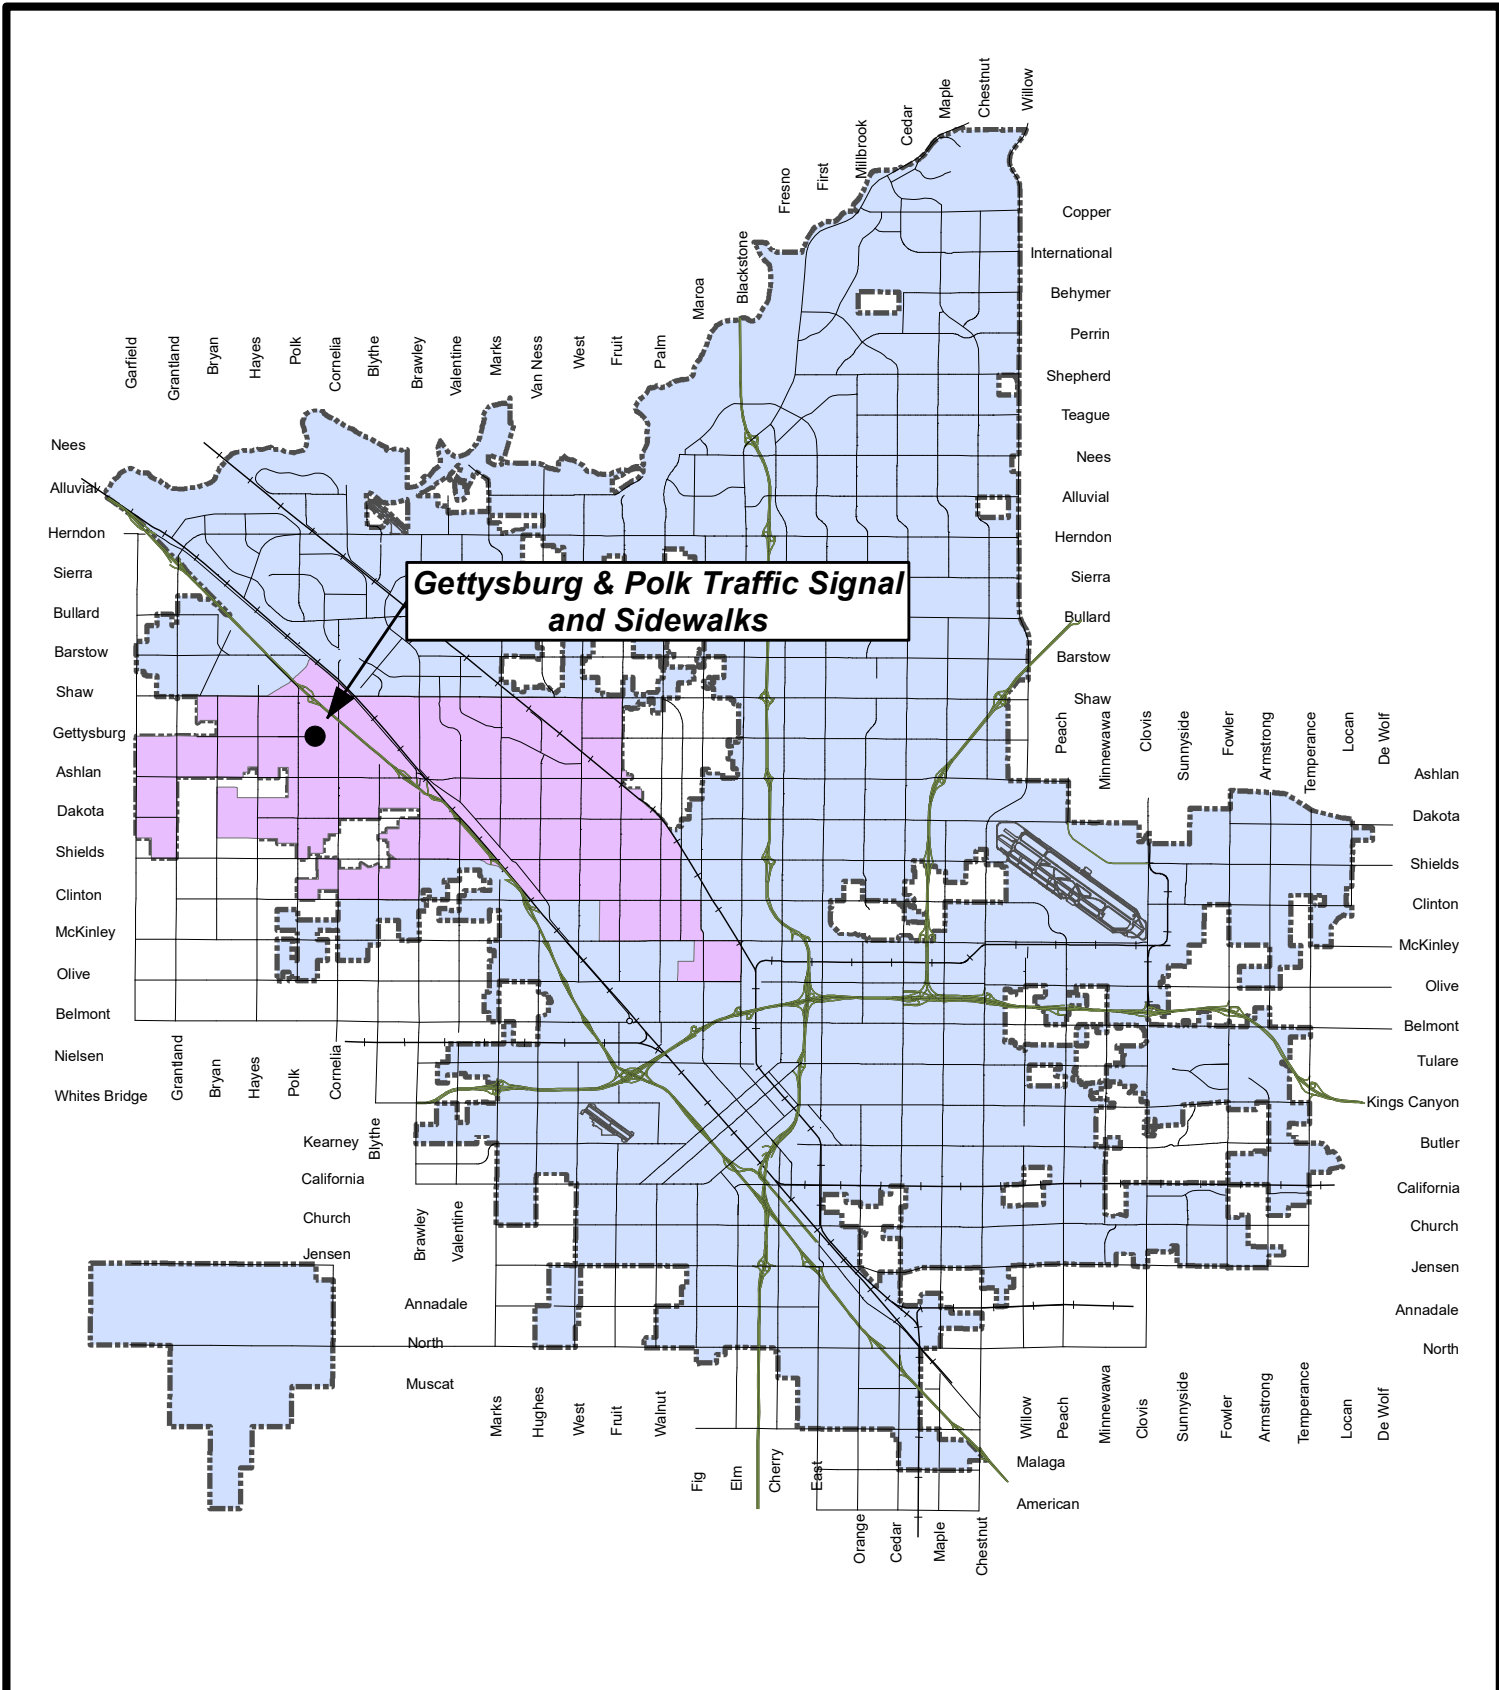 Willow
Chestnut
Maple
Cedar
Millbrook
First
Fresno
Blackstone
Maroa
Palm
Fruit
West
Van Ness
Marks
Valentine
Brawley
Blythe
Cornelia
Polk
Hayes
Bryan
Grantland
Garfield
Copper
International
Behymer
Perrin
Shepherd
Teague
Nees
Alluvial
Herndon
Sierra
Bullard
Barstow
Shaw
Nees
Alluvial
Herndon
Sierra
Bullard
Barstow
Shaw
Gettysburg
Ashlan
Dakota
Shields
Clinton
McKinley
Olive
Belmont
Nielsen
Whites Bridge
Gettysburg & Polk Traffic Signal
and Sidewalks
Peach
Minnewawa
Clovis
Sunnyside
Fowler
Armstrong
Temperance
Locan
De Wolf
Ashlan
Dakota
Shields
Clinton
McKinley
Olive
Belmont
Tulare
Kings Canyon
Butler
California
Church
Jensen
Annadale
North
Grantland
Bryan
Hayes
Polk
Cornelia
Blythe
Kearney
California
Church
Jensen
Brawley
Valentine
Annadale
North
Muscat
Marks
Hughes
West
Fruit
Walnut
Fig
Elm
Cherry
East
Orange
Cedar
Maple
Chestnut
Willow
Peach
Minnewawa
Clovis
Sunnyside
Fowler
Armstrong
Temperance
Locan
De Wolf
Malaga
American